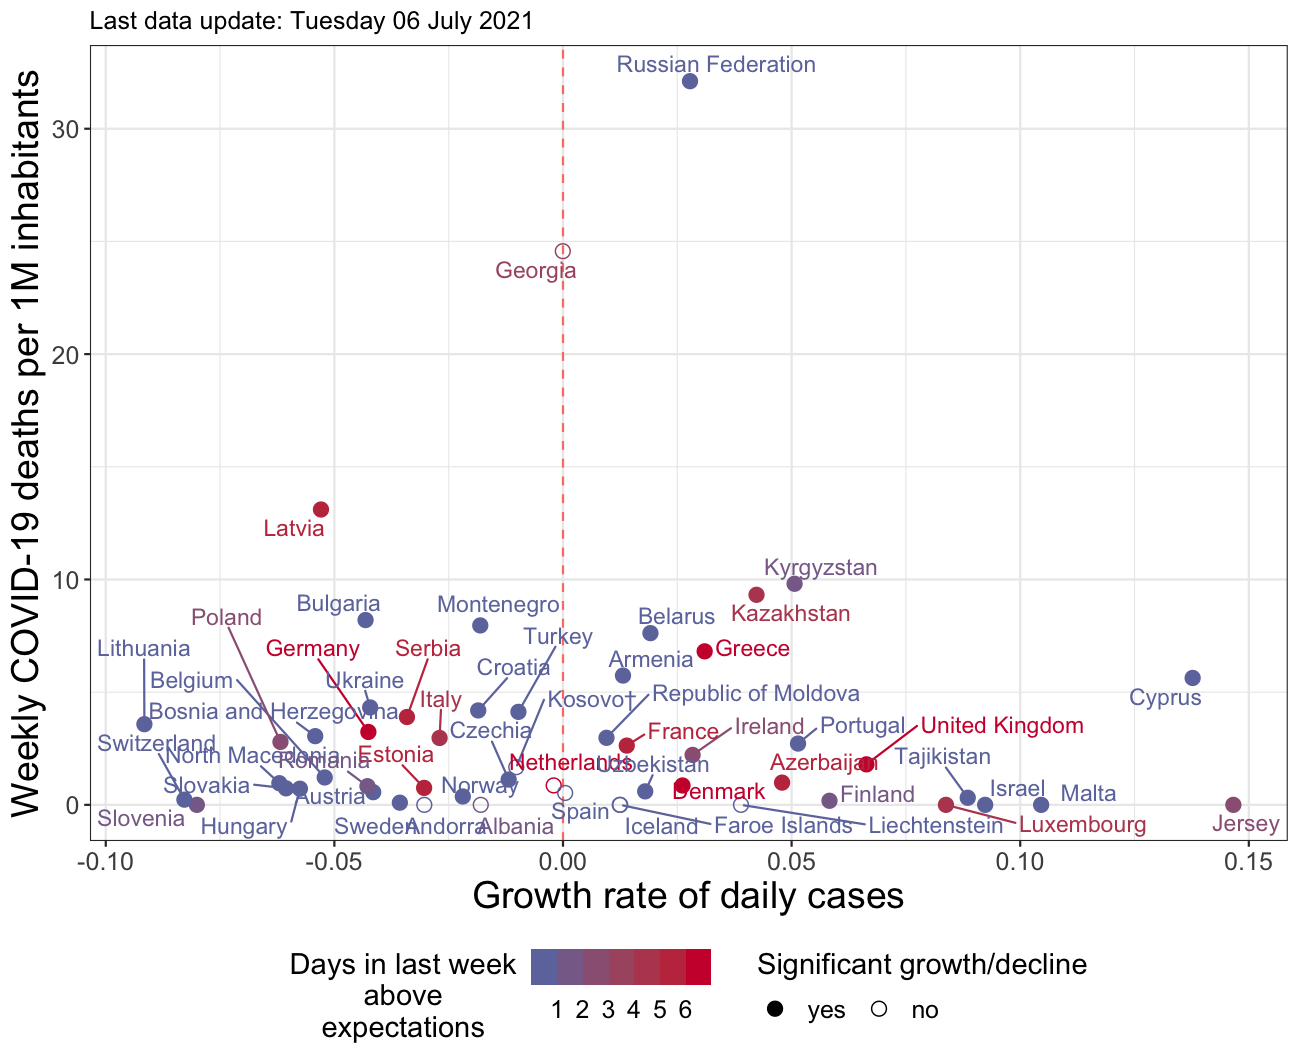 Last data update: Tuesday 06 July 2021
Weekly COVID-19 deaths per 1M inhabitants
30
20
10
0
Russian Federation
Georgia
Latvia
Kyrgyzstan
Kazakhstan
Bulgaria
Montenegro
Poland
Belarus
Turkey
Lithuania
Germany
Serbia
Greece
Armenia
Croatia
Belgium
Ukraine
Republic of Moldova
Kosovo†
Italy
Cyprus
Bosnia and Herzegovina
Ireland
Portugal
United Kingdom
Czechia
France
Switzerland
North Macedonia
Romania
Estonia
Netherlands
Uzbekistan
Azerbaijan
Tajikistan
Slovakia
Austria
Norway
Denmark
Finland
Israel
Malta
Slovenia
Hungary
Sweden
Andorra
Albania
Spain
Iceland
Faroe Islands
Liechtenstein
Luxembourg
Jersey
-0.10
-0.05
0.00
0.05
0.10
0.15
Growth rate of daily cases
Days in last week
above
expectations
1 2 3 4 5 6
Significant growth/decline
yes
no